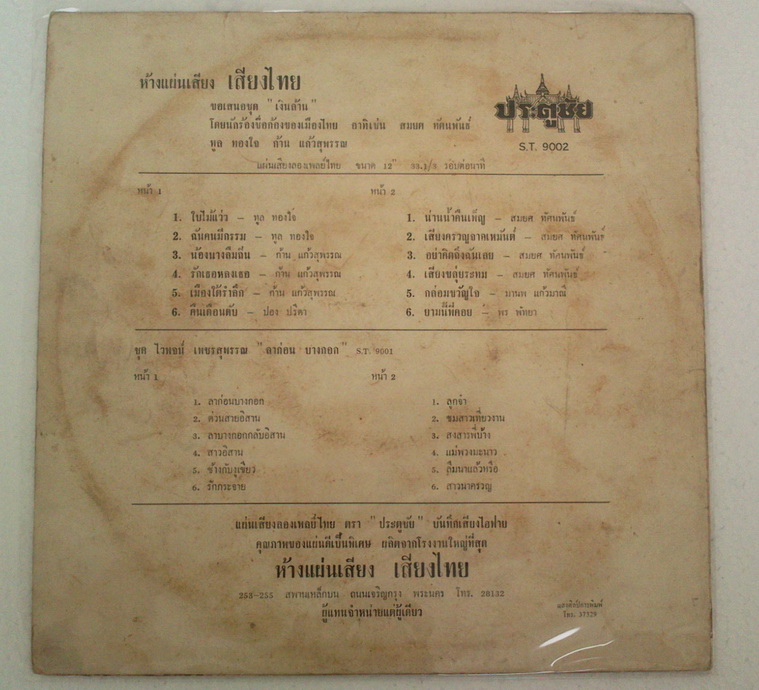 ห้างแผ่นเสียง เสียงไทย
ขอเสนอชุด "เงินล้าน"
โดยนักร้องชื่อก้องของเมืองไทย อาทิเช่น สมยศ ทัศนพันธ์
ทูล ทองใจ ก้าน แก้วสุพรรณ
แผ่นเสียงลองเพลย์ไทย ขนาด 12" 33.1/3 รอบต่อนาที
ประตูชัย
S.T. 9002
หน้า 1
1. ใบไม้แว่ว – ทูล ทองใจ
2. ฉันคนมีกรรม – ทูล ทองใจ
3. น้องนางลืมถิ่น – ก้าน แก้วสุพรรณ
4. รักเธอหลงเธอ – ก้าน แก้วสุพรรณ
5. เมืองใต้รำลึก – ก้าน แก้วสุพรรณ
6. คืนเดือนดับ – ปอง ปรีดา
หน้า 2
1. น่านน้ำคืนเพ็ญ – สมยศ ทัศนพันธ์
2. เสียงครวญจากเหมันต์ – สมยศ ทัศนพันธ์
3. อย่าคิดถึงฉันเลย – สมยศ ทัศนพันธ์
4. เสียงขลุ่ยระทม – สมยศ ทัศนพันธ์
5. กล่อมขวัญใจ – มานพ แก้วมณี
6. ยามนี้ที่คอย – พร พัทยา
ชุด ไวพจน์ เพชรสุพรรณ "ลาก่อน บางกอก" S.T. 9001
หน้า 1
1. ลาก่อนบางกอก
2. ด่วนสายอิสาน
3. ลาบางกอกกลับอิสาน
4. สาวอิสาน
5. ข้างกับงูเขียว
6. รักกระจาย
หน้า 2
1. ลูกจ๋า
2. ชมสาวเที่ยวงาน
3. สงสารพี่บ้าง
4. แม่พวงมะนาว
5. ลืมนาแล้วหรือ
6. สาวนาครวญ
แผ่นเสียงลองเพลย์ไทย ตรา "ประตูชัย" บันทึกเสียงไฮฟาย
คุณภาพของแผ่นดีเป็นพิเศษ ผลิตจากโรงงานใหญ่ที่สุด
ห้างแผ่นเสียง เสียงไทย
253-255 สพานเหล็กบน ถนนเจริญกรุง พระนคร โทร. 20132
ผู้แทนจำหน่ายแต่ผู้เดียว
โทร. 37529